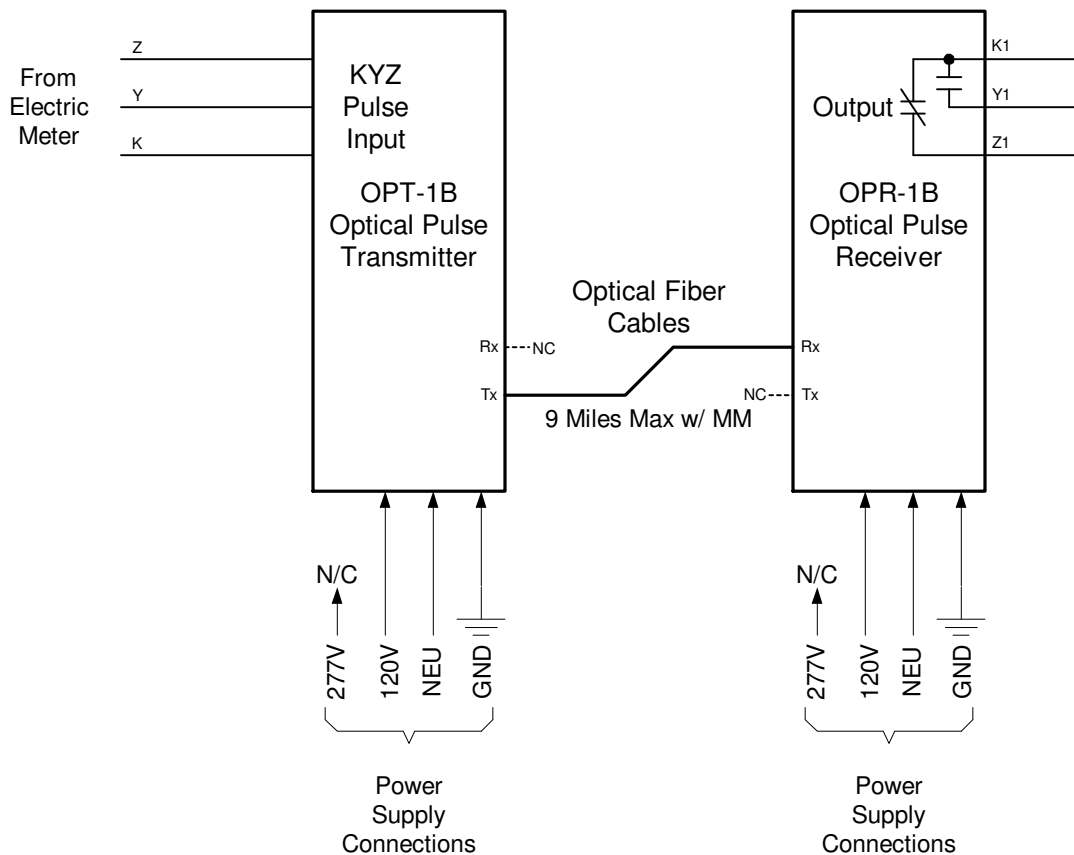 From
Electric
Meter
Z
Y
K
KYZ
Pulse
Input
OPT-1B
Optical Pulse
Transmitter
Rx
NC
Tx
Optical Fiber
Cables
9 Miles Max w/ MM
Output
K1
Y1
Z1
OPR-1B
Optical Pulse
Receiver
Rx
NC
Tx
N/C
277V
120V
NEU
GND
Power
Supply
Connections
N/C
277V
120V
NEU
GND
Power
Supply
Connections